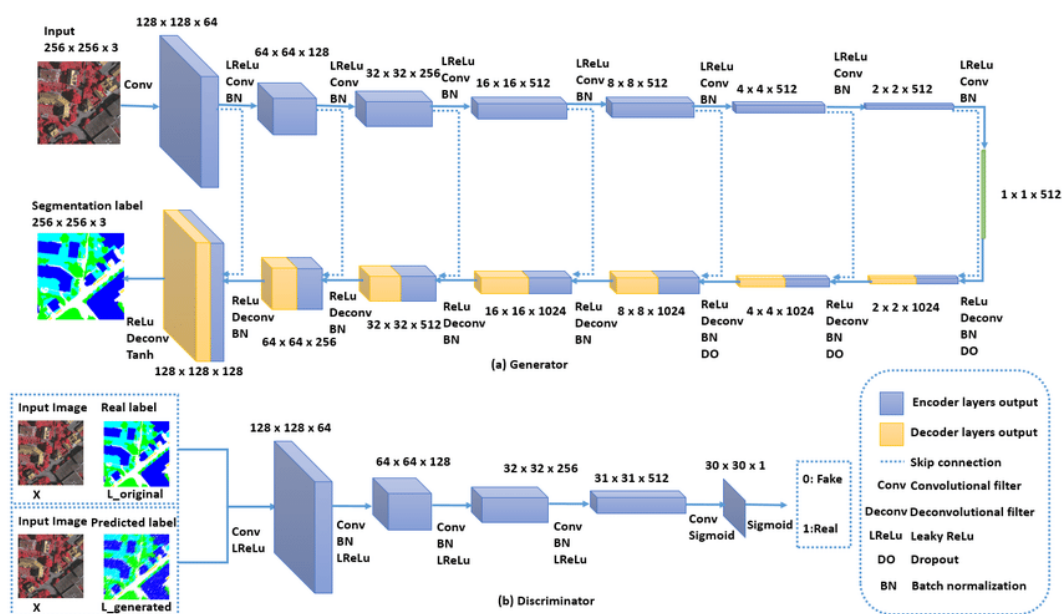 Input
256 x 256 x 3
Conv
128 x 128 x 64
LReLu
Conv
BN
64 x 64 x 128
LReLu
Conv
BN
32 x 32 x 256
LReLu
Conv
BN
16 x 16 x 512
LReLu
Conv
BN
8 x 8 x 512
LReLu
Conv
BN
4 x 4 x 512
LReLu
Conv
BN
2 x 2 x 512
LReLu
Conv
BN
1 x 1 x 512
Segmentation label
256 x 256 x 3
ReLu
Deconv
Tanh
128 x 128 x 128
ReLu
Deconv
BN
64 x 64 x 256
ReLu
Deconv
BN
32 x 32 x 512
ReLu
Deconv
BN
16 x 16 x 1024
ReLu
Deconv
BN
8 x 8 x 1024
ReLu
Deconv
BN
DO
4 x 4 x 1024
ReLu
Deconv
BN
DO
2 x 2 x 1024
ReLu
Deconv
BN
DO
(a) Generator
Input Image
Real label
X
L_original
Input Image
Predicted label
X
L_generated
Conv
LReLu
128 x 128 x 64
Conv
BN
LReLu
64 x 64 x 128
Conv
BN
LReLu
32 x 32 x 256
Conv
BN
LReLu
31 x 31 x 512
Conv
Sigmoid
30 x 30 x 1
Sigmoid
0: Fake
1:Real
(b) Discriminator
Encoder layers output
Decoder layers output
Skip connection
Conv Convolutional filter
Deconv Deconvolutional filter
LReLu Leaky ReLu
DO Dropout
BN Batch normalization